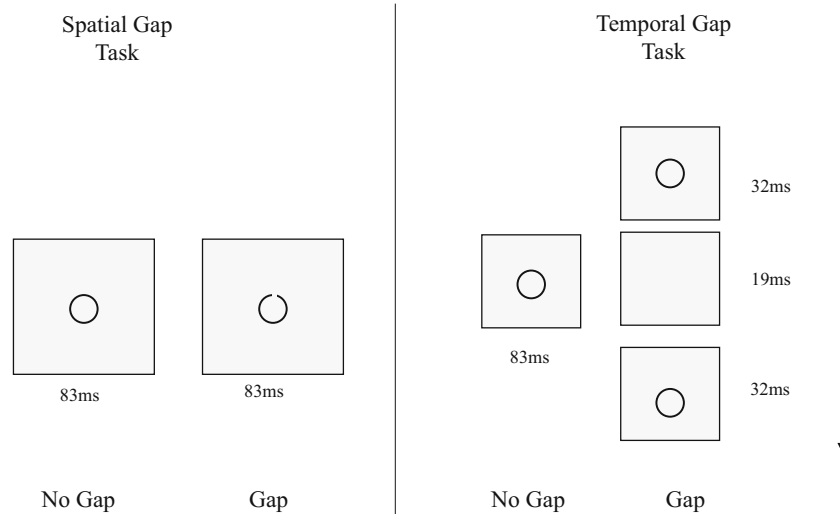 Spatial Gap
Task
83ms
83ms
No Gap
Gap
Temporal Gap
Task
32ms
19ms
83ms
32ms
No Gap
Gap